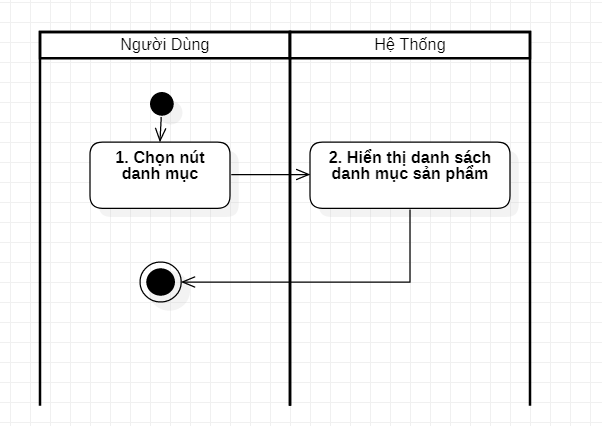 Người Dùng
Hệ Thống
1. Chọn nút
danh mục
2. Hiển thị danh sách
danh mục sản phẩm